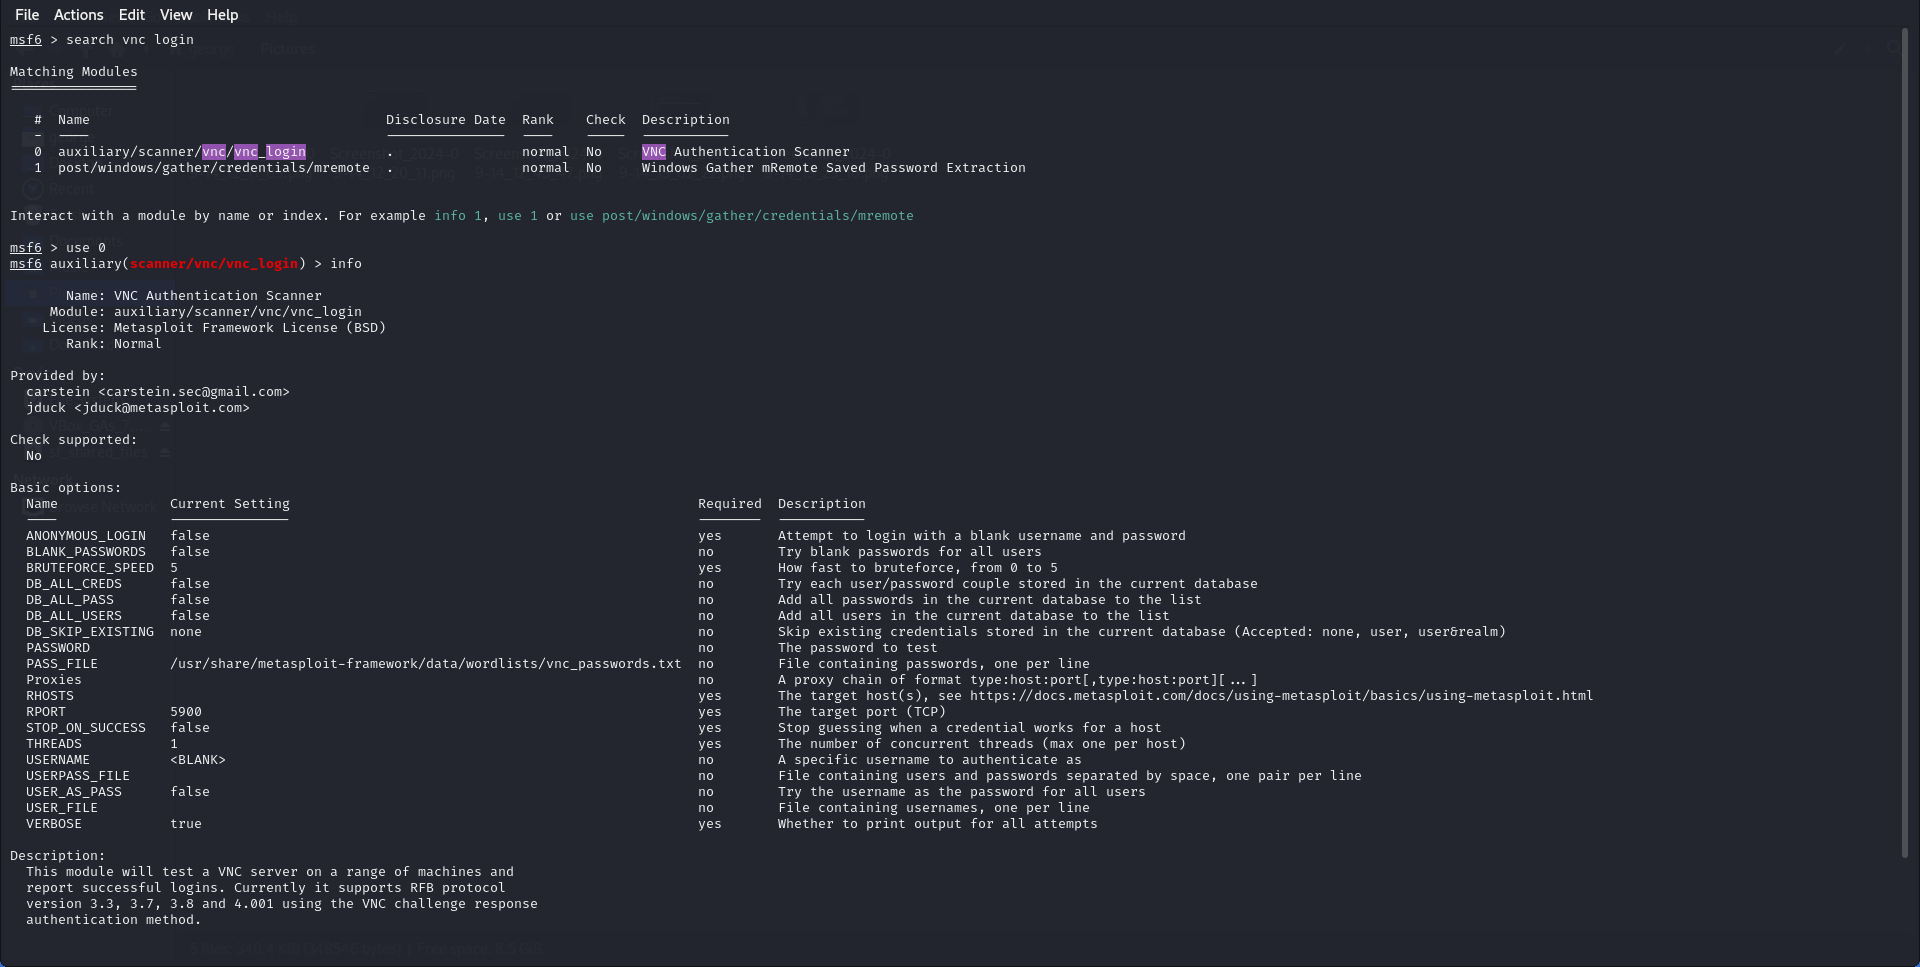 File Actions Edit View Help
msf6 > search vnc login
Matching Modules
================
# Name Disclosure Date Rank Check Description
- ---- --------------- ---- ----- -----------
0 auxiliary/scanner/vnc/vnc_login . normal No VNC Authentication Scanner
1 post/windows/gather/credentials/mremote . normal No Windows Gather mRemote Saved Password Extraction
Interact with a module by name or index. For example info 1, use 1 or use post/windows/gather/credentials/mremote
msf6 > use 0
msf6 auxiliary(scanner/vnc/vnc_login) > info
Name: VNC Authentication Scanner
Module: auxiliary/scanner/vnc/vnc_login
License: Metasploit Framework License (BSD)
Rank: Normal
Provided by:
carstein <carstein.sec@gmail.com>
jduck <jduck@metasploit.com>
Check supported:
No
Basic options:
Name Current Setting Required Description
---- --------------- -------- -----------
ANONYMOUS_LOGIN false yes Attempt to login with a blank username and password
BLANK_PASSWORDS false no Try blank passwords for all users
BRUTEFORCE_SPEED 5 yes How fast to bruteforce, from 0 to 5
DB_ALL_CREDS false no Try each user/password couple stored in the current database
DB_ALL_PASS false no Add all passwords in the current database to the list
DB_ALL_USERS false no Add all users in the current database to the list
DB_SKIP_EXISTING none no Skip existing credentials stored in the current database (Accepted: none, user, user&realm)
PASSWORD no The password to test
PASS_FILE /usr/share/metasploit-framework/data/wordlists/vnc_passwords.txt no File containing passwords, one per line
Proxies no A proxy chain of format type:host:port[,type:host:port][...]
RHOSTS yes The target host(s), see https://docs.metasploit.com/docs/using-metasploit/basics/using-metasploit.html
RPORT 5900 yes The target port (TCP)
STOP_ON_SUCCESS false yes Stop guessing when a credential works for a host
THREADS 1 yes The number of concurrent threads (max one per host)
USERNAME <BLANK> no A specific username to authenticate as
USERPASS_FILE no File containing users and passwords separated by space, one pair per line
USER_AS_PASS false no Try the username as the password for all users
USER_FILE no File containing usernames, one per line
VERBOSE true yes Whether to print output for all attempts
Description:
This module will test a VNC server on a range of machines and
report successful logins. Currently it supports RFB protocol
version 3.3, 3.7, 3.8 and 4.001 using the VNC challenge response
authentication method.